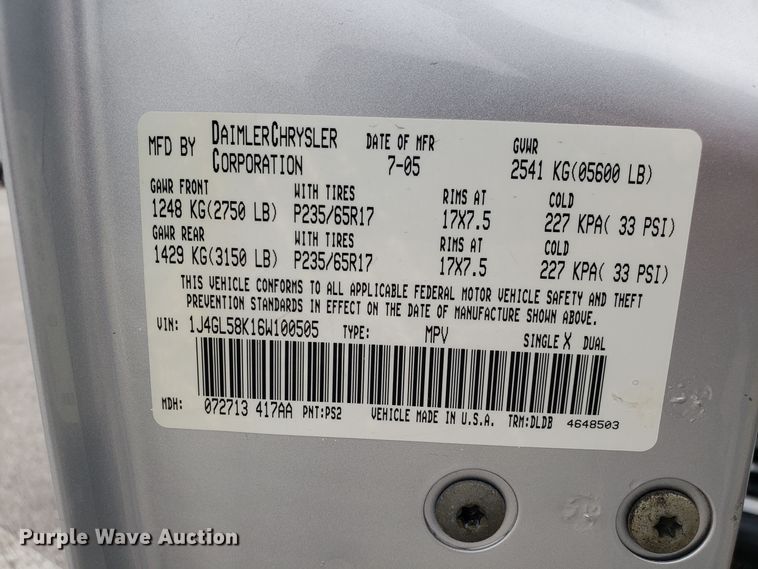 MFD BY DAIMLERCHRYSLER CORPORATION DATE OF MFR 7-05 GVWR 2541 KG(05600 LB)
GAWR FRONT WITH TIRES RIMS AT COLD
1248 KG(2750 LB) P235/65R17 17X7.5 227 KPA( 33 PSI)
GAWR REAR WITH TIRES RIMS AT COLD
1429 KG(3150 LB) P235/65R17 17X7.5 227 KPA( 33 PSI)
THIS VEHICLE CONFORMS TO ALL APPLICABLE FEDERAL MOTOR VEHICLE SAFETY AND THEFT
PREVENTION STANDARDS IN EFFECT ON THE DATE OF MANUFACTURE SHOWN ABOVE.
VIN: 1J4GL58K16W100505 TYPE: MPV SINGLE X DUAL
MDH: 072713 417AA PNT:PS2 VEHICLE MADE IN U.S.A. TRM:DLDB 4648503
Purple Wave Auction